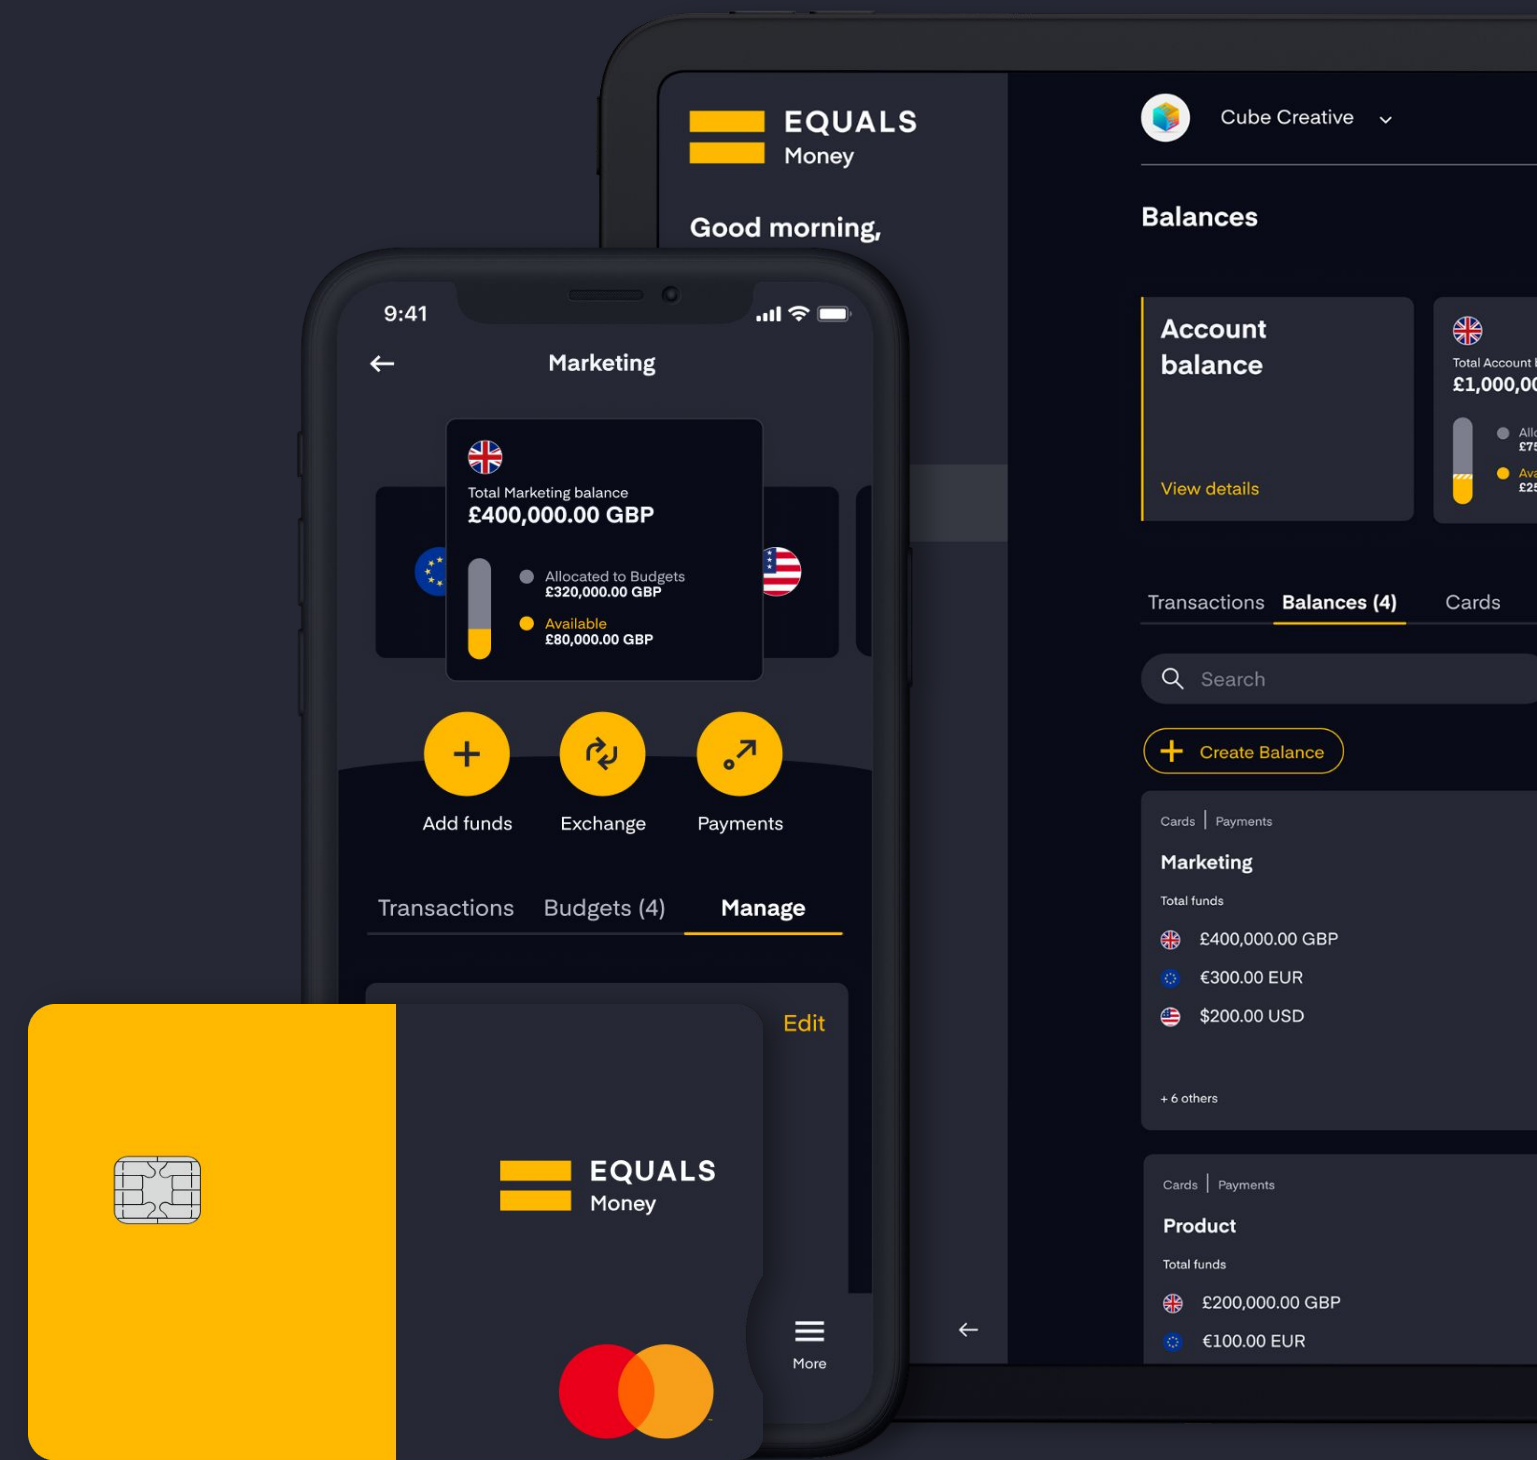 EQUALS
Money
Good morning,
Cube Creative
Balances
Account
balance
View details
Total Account
Transactions
Balances (4)
Cards
Search
Create Balance
Cards | Payments
Marketing
Total funds
£400,000.00 GBP
€300.00 EUR
$200.00 USD
+ 6 others
Cards | Payments
Product
Total funds
£200,000.00 GBP
€100.00 EUR
9:41
Marketing
Total Marketing balance
£400,000.00 GBP
Allocated to Budgets
£320,000.00 GBP
Available
£80,000.00 GBP
Add funds
Exchange
Payments
Transactions
Budgets (4)
Manage
Edit
More
EQUALS
Money